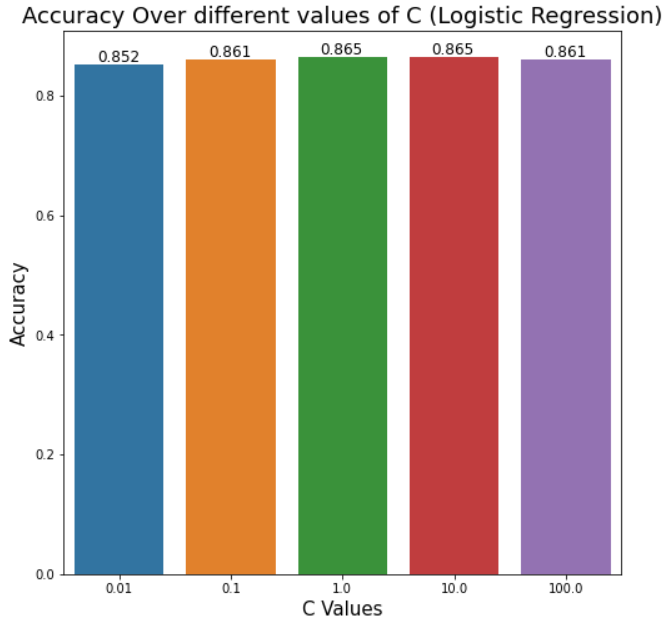 Accuracy Over different values of C (Logistic Regression)
0.852 0.861 0.865 0.865 0.861
0.8
0.6
0.4
0.2
0.0
Accuracy
0.01 0.1 1.0 10.0 100.0
C Values